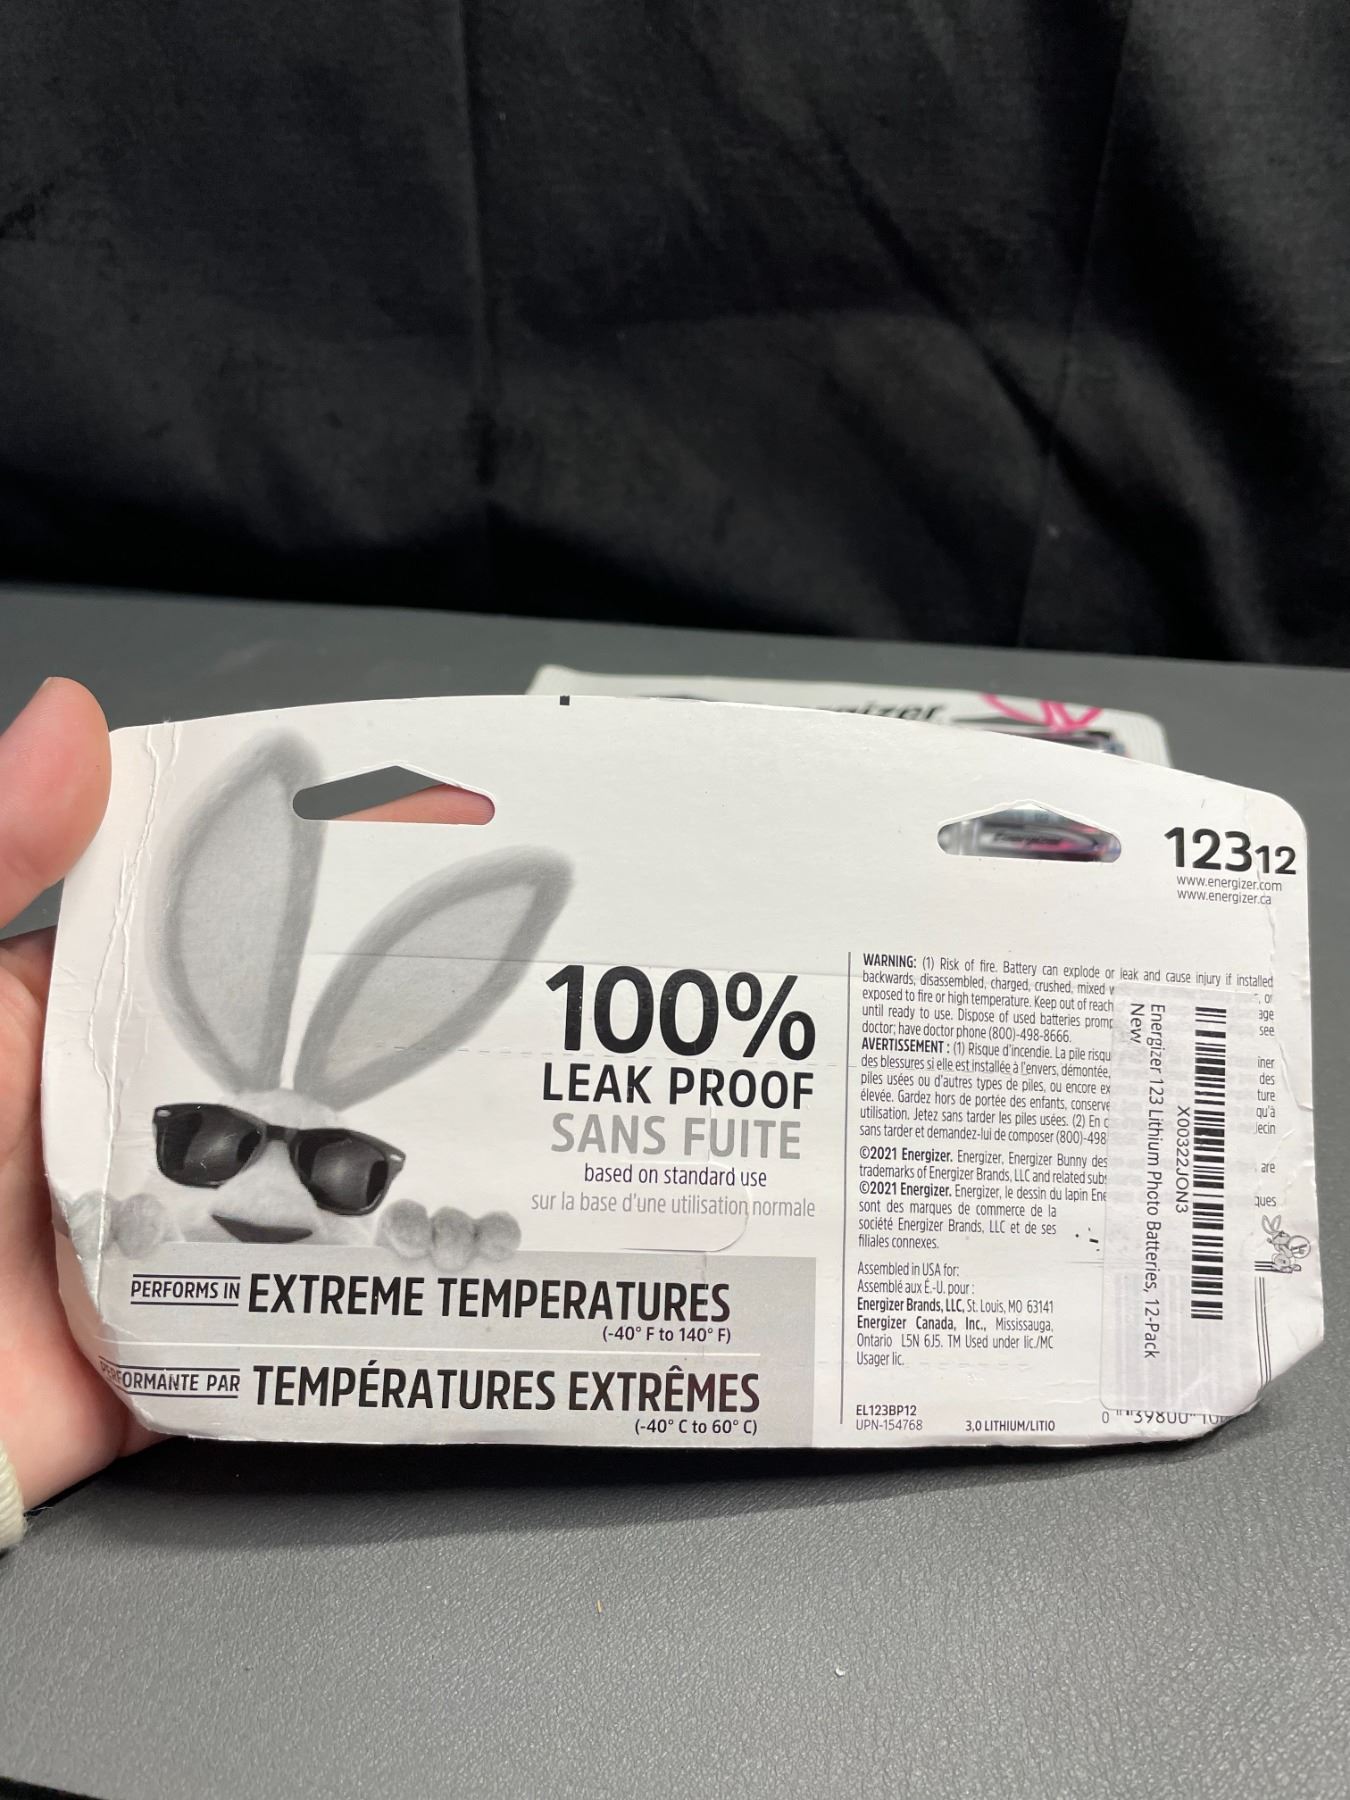 12312
www.energizer.com
www.energizer.ca
100%
LEAK PROOF
SANS FUITE
based on standard use
sur la base d'une utilisation normale
PERFORMS IN EXTREME TEMPERATURES
(-40° F to 140° F)
PERFORMANTE PAR TEMPÉRATURES EXTRÊMES
(-40° C to 60° C)
WARNING: (1) Risk of fire. Battery can explode or leak and cause injury if installed
backwards, disassembled, charged, crushed, mixed
exposed to fire or high temperature. Keep out of reach
until ready to use. Dispose of used batteries
doctor; have doctor phone (800)-498-8666.
AVERTISSEMENT : (1) Risque d'incendie. La pile
des blessures si elle est installée à l'envers, démontée,
piles usées ou d'autres types de piles, ou encore
élevée. Gardez hors de portée des enfants,
utilisation. Jetez sans tarder les piles usées. (2)
sans tarder et demandez-lui de composer (800)-498
©2021 Energizer. Energizer, Energizer Bunny
trademarks of Energizer Brands, LLC and related
©2021 Energizer. Energizer, le dessin du lapin
sont des marques de commerce de la
société Energizer Brands, LLC et de ses
filiales connexes.
Assembled in USA for:
Assemblé aux É.-U. pour :
Energizer Brands, LLC, St. Louis, MO 63141
Energizer Canada, Inc., Mississauga,
Ontario L5N 6J5. TM Used under lic./MC
Usager lic.
EL123BP12
UPN-154768
3,0 LITHIUM/LITIO
X00322JON3
Energizer 123 Lithium Photo Batteries, 12-Pack
New